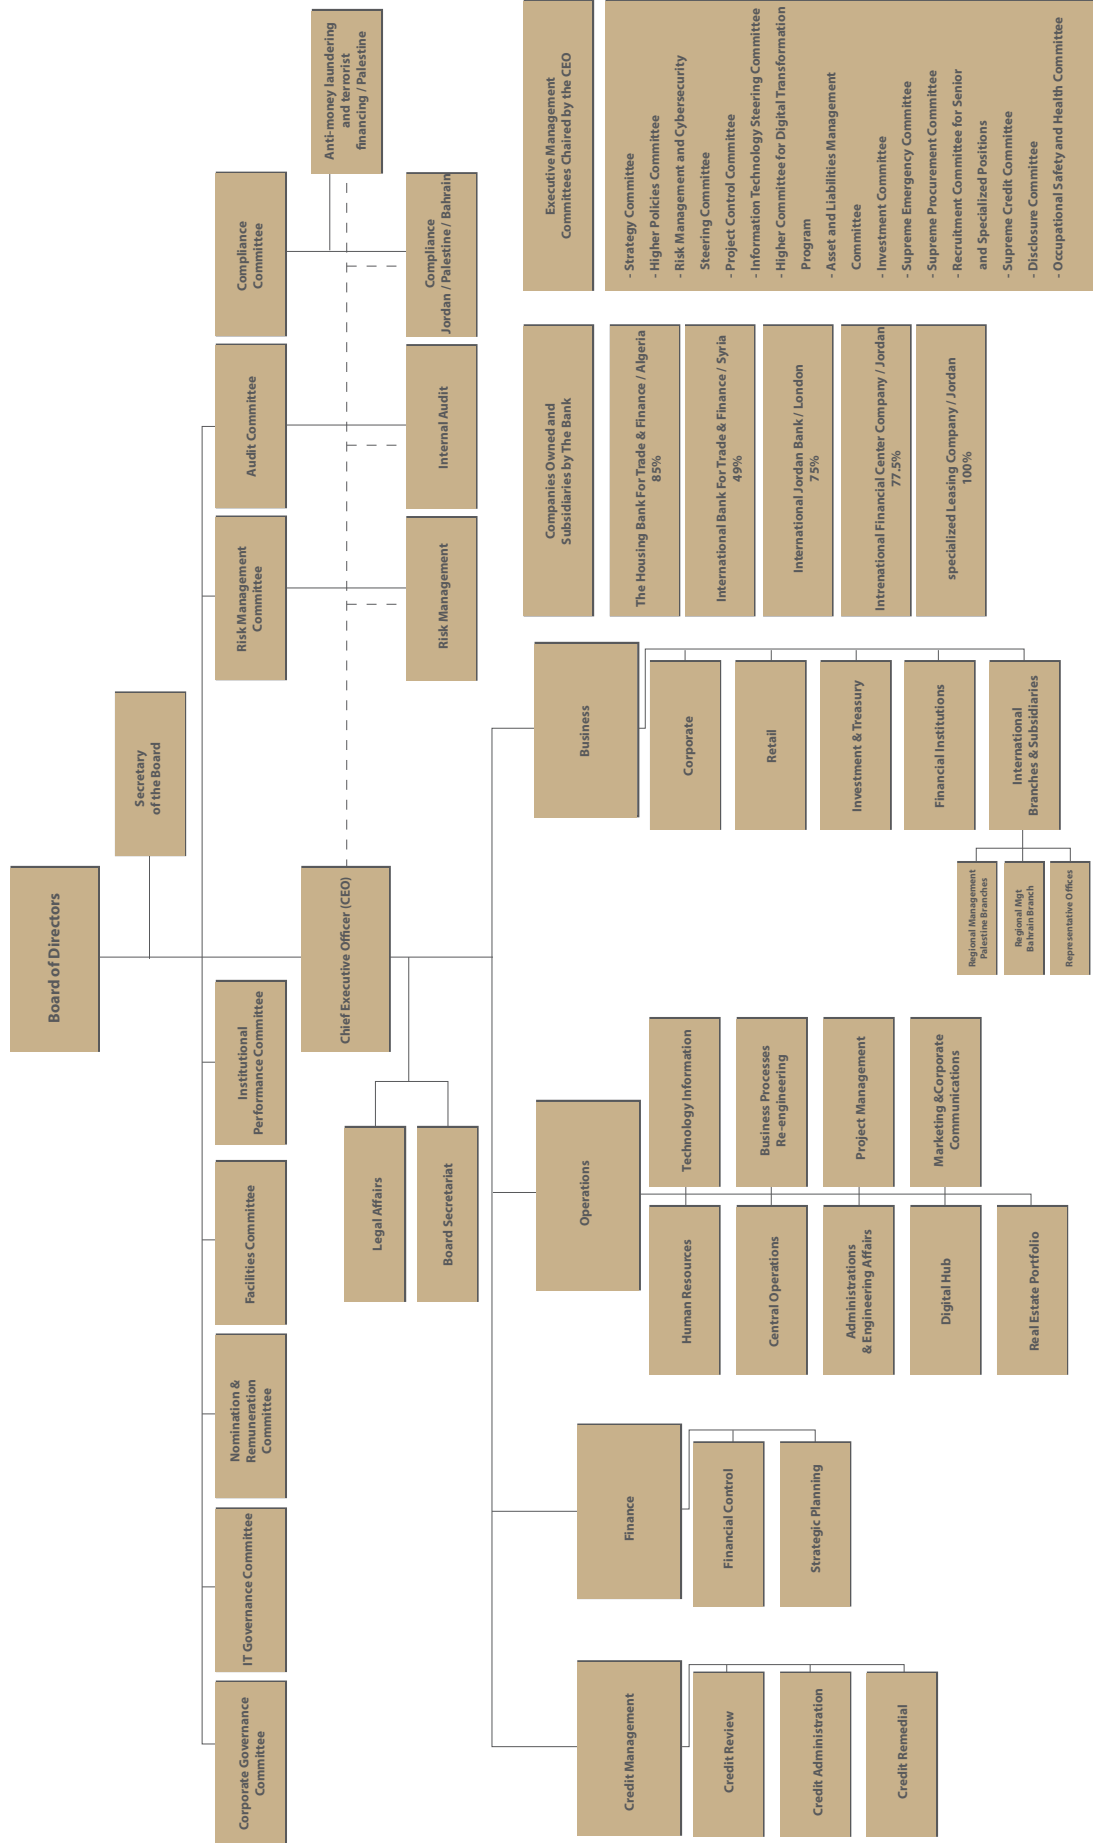 Board of Directors
Secretary
of the Board
Corporate Governance
Committee
IT Governance Committee
Nomination &
Remuneration
Committee
Facilities Committee
Institutional
Performance Committee
Risk Management
Committee
Audit Committee
Compliance
Committee
Anti-money laundering
and terrorist
financing / Palestine
Chief Executive Officer (CEO)
Legal Affairs
Board Secretariat
Risk Management
Internal Audit
Compliance
Jordan / Palestine / Bahrain
Credit Management
Credit Review
Credit Administration
Credit Remedial
Finance
Financial Control
Strategic Planning
Operations
Human Resources
Technology Information
Central Operations
Business Processes
Re-engineering
Administrations
& Engineering Affairs
Project Management
Digital Hub
Marketing &Corporate
Communications
Real Estate Portfolio
Business
Corporate
Retail
Investment & Treasury
Financial Institutions
International
Branches & Subsidiaries
Regional Management
Palestine Branches
Regional Mgt
Bahrain Branch
Representative Offices
Companies Owned and
Subsidiaries by The Bank
The Housing Bank For Trade & Finance / Algeria
85%
International Bank For Trade & Finance / Syria
49%
International Jordan Bank / London
75%
Intrenational Financial Center Company / Jordan
77.5%
specialized Leasing Company / Jordan
100%
Executive Management
Committees Chaired by the CEO
- Strategy Committee
- Higher Policies Committee
- Risk Management and Cybersecurity
Steering Committee
- Project Control Committee
- Information Technology Steering Committee
- Higher Committee for Digital Transformation
Program
- Asset and Liabilities Management
Committee
- Investment Committee
- Supreme Emergency Committee
- Supreme Procurement Committee
- Recruitment Committee for Senior
and Specialized Positions
- Supreme Credit Committee
- Disclosure Committee
- Occupational Safety and Health Committee